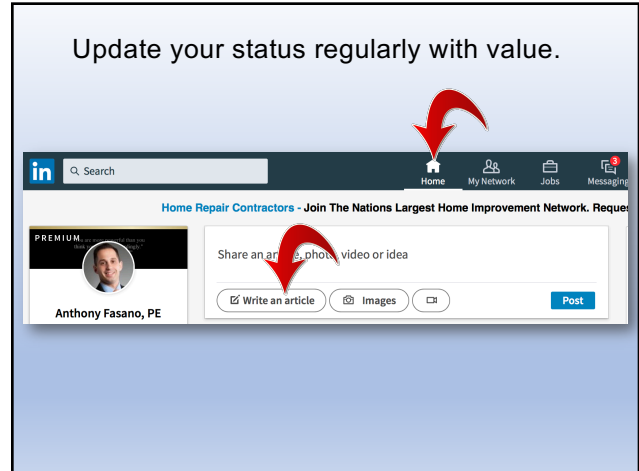 Update your status regularly with value.
in Search
3
Home My Network Jobs Messaging
Home Repair Contractors - Join The Nations Largest Home Improvement Network. Reques
PREMIUM
Share an article, photo, video or idea
Write an article Images Post
Anthony Fasano, PE